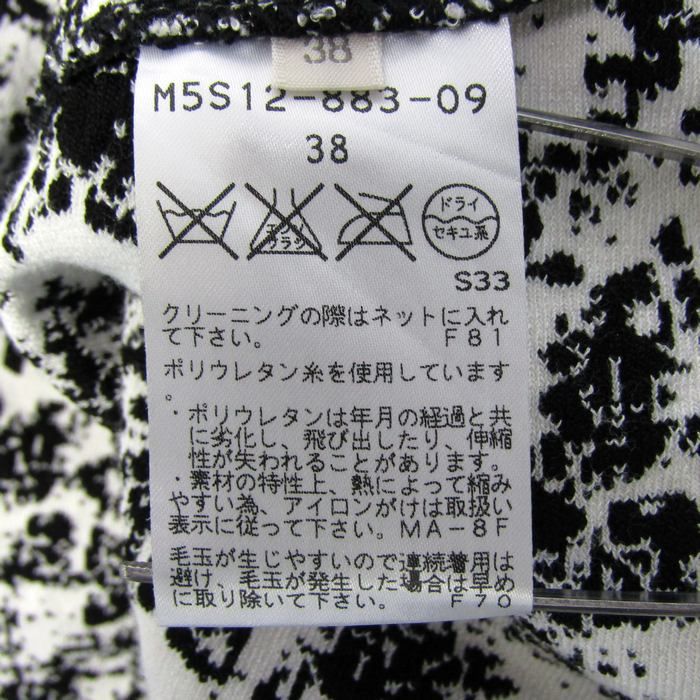 38
M5S12-883-09
38
エンソ
サラシ
ドライ
セキユ系
S33
クリーニングの際はネットに入れ
て下さい。 F81
ポリウレタン糸を使用しています
。
・ポリウレタンは年月の経過と共
に劣化し、飛び出したり、伸縮
性が失われることがあります。
・素材の特性上、熱によって縮み
やすい為、アイロンがけは取扱い
表示に従って下さい。MA-8F
毛玉が生じやすいので連続着用は
避け、毛玉が発生した場合は早め
に取り除いて下さい。 F70